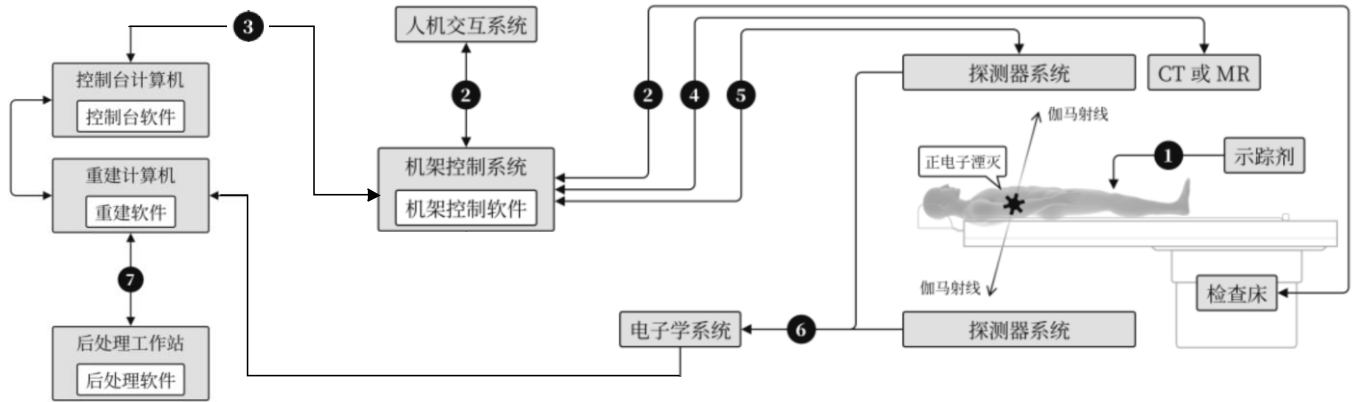 3
人机交互系统
控制台计算机
控制台软件
2
2
4
5
探测器系统
CT 或 MR
伽马射线
重建计算机
重建软件
机架控制系统
机架控制软件
正电子湮灭
1
示踪剂
7
伽马射线
检查床
后处理工作站
后处理软件
电子学系统
6
探测器系统